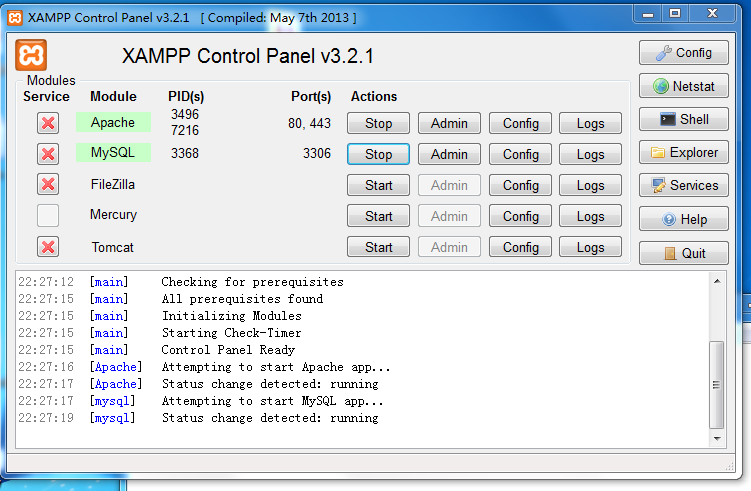 XAMPP Control Panel v3.2.1 [ Compiled: May 7th 2013 ]
XAMPP Control Panel v3.2.1
Config
Modules
Service Module PID(s) Port(s) Actions
Netstat
Apache 3496 7216 80, 443 Stop Admin Config Logs
Shell
MySQL 3368 3306 Stop Admin Config Logs
Explorer
FileZilla Start Admin Config Logs
Services
Mercury Start Admin Config Logs
Help
Tomcat Start Admin Config Logs
Quit
22:27:12 [main] Checking for prerequisites
22:27:15 [main] All prerequisites found
22:27:15 [main] Initializing Modules
22:27:15 [main] Starting Check-Timer
22:27:15 [main] Control Panel Ready
22:27:16 [Apache] Attempting to start Apache app...
22:27:17 [Apache] Status change detected: running
22:27:17 [mysql] Attempting to start MySQL app...
22:27:19 [mysql] Status change detected: running